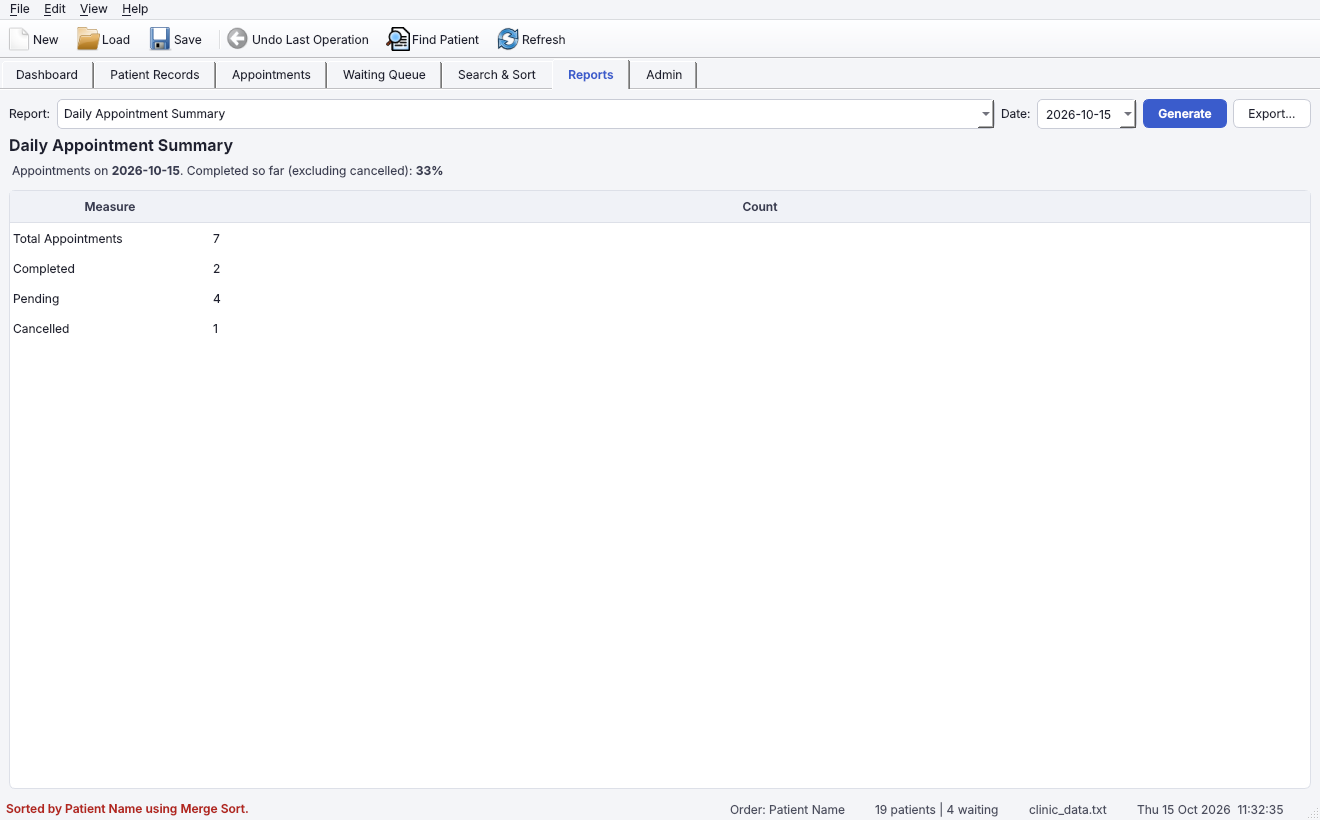 File Edit View Help
New Load Save Undo Last Operation Find Patient Refresh
Dashboard Patient Records Appointments Waiting Queue Search & Sort Reports Admin
Report: Daily Appointment Summary Date: 2026-10-15 Generate Export...
Daily Appointment Summary
Appointments on 2026-10-15. Completed so far (excluding cancelled): 33%
Measure Count
Total Appointments 7
Completed 2
Pending 4
Cancelled 1
Sorted by Patient Name using Merge Sort. Order: Patient Name 19 patients | 4 waiting clinic_data.txt Thu 15 Oct 2026 11:32:35